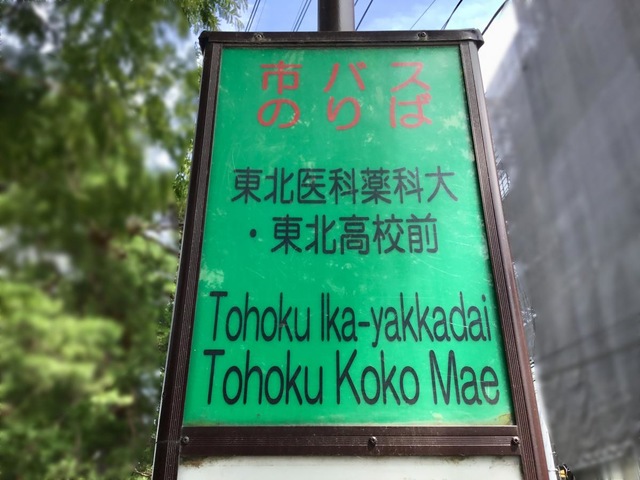 市バス
のりば
東北医科薬科大
・東北高校前
Tohoku Ika-yakkadai
Tohoku Koko Mae